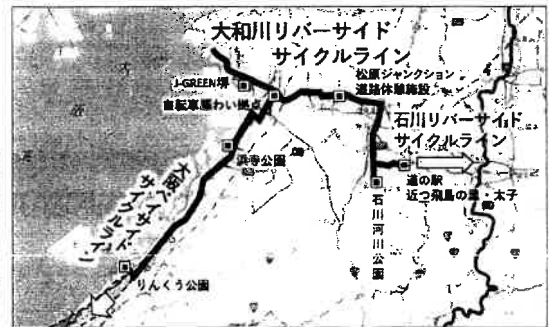 大和川リバーサイド
サイクルライン
J-GREEN堺
自転車賑わい拠点
松原ジャンクション
道路休憩施設
石川リバーサイド
サイクルライン
浜寺公園
道の駅
近つ飛鳥の里・太子
石川河川公園
大阪ベイサイド
サイクルライン
りんくう公園